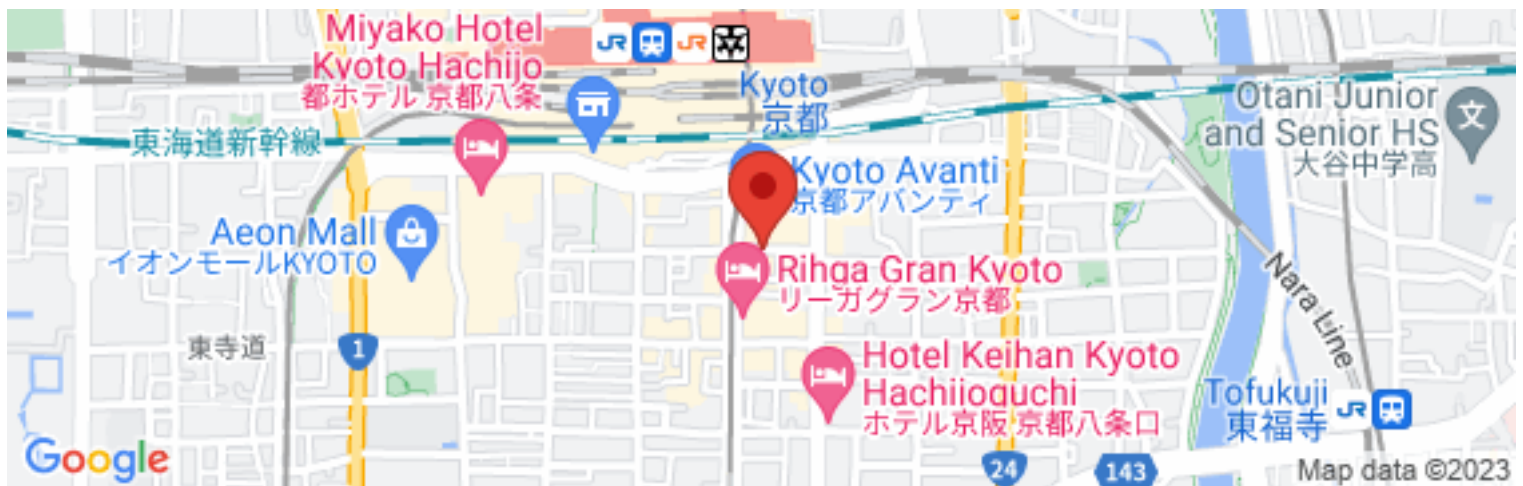 Miyako Hotel
Kyoto Hachijo
都ホテル 京都八条
JR
JR
Kyoto
京都
Otani Junior
and Senior HS
大谷中学高
文
東海道新幹線
Kyoto Avanti
京都アバンティ
Aeon Mall
イオンモールKYOTO
Rihga Gran Kyoto
リーガグラン京都
Nara Line
東寺道
1
Hotel Keihan Kyoto
Hachijoguchi
ホテル京阪 京都八条口
Tofukuji
東福寺
JR
Google
24
143
Map data ©2023